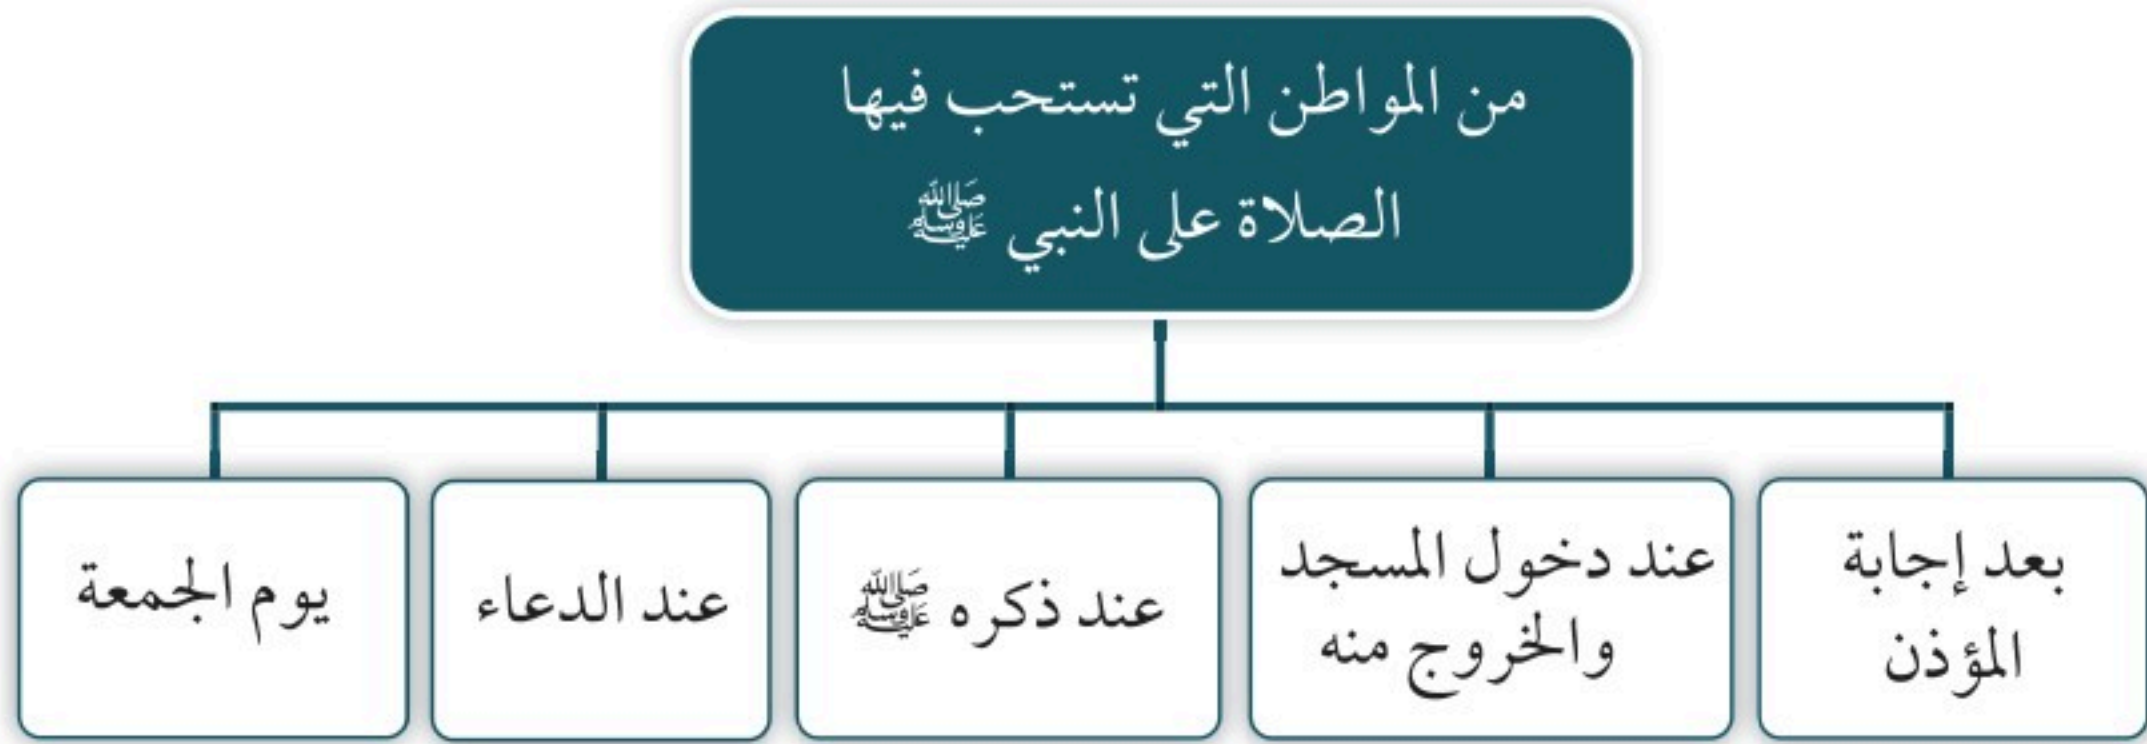 من المواطن التي تستحب فيها
الصلاة على النبي ﷺ
بعد إجابة
المؤذن
عند دخول المسجد
والخروج منه
عند ذكره ﷺ
عند الدعاء
يوم الجمعة